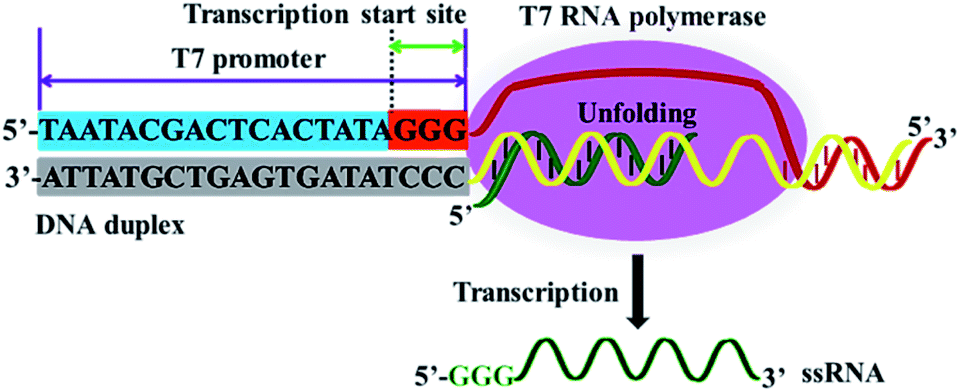 Transcription start site
T7 RNA polymerase
T7 promoter
Unfolding
5’-TAATACGACTCACTATAGGG
5’
3’
3’-ATTATGCTGAGTGATATCCC
5’
DNA duplex
Transcription
5’-GGG
3’
ssRNA